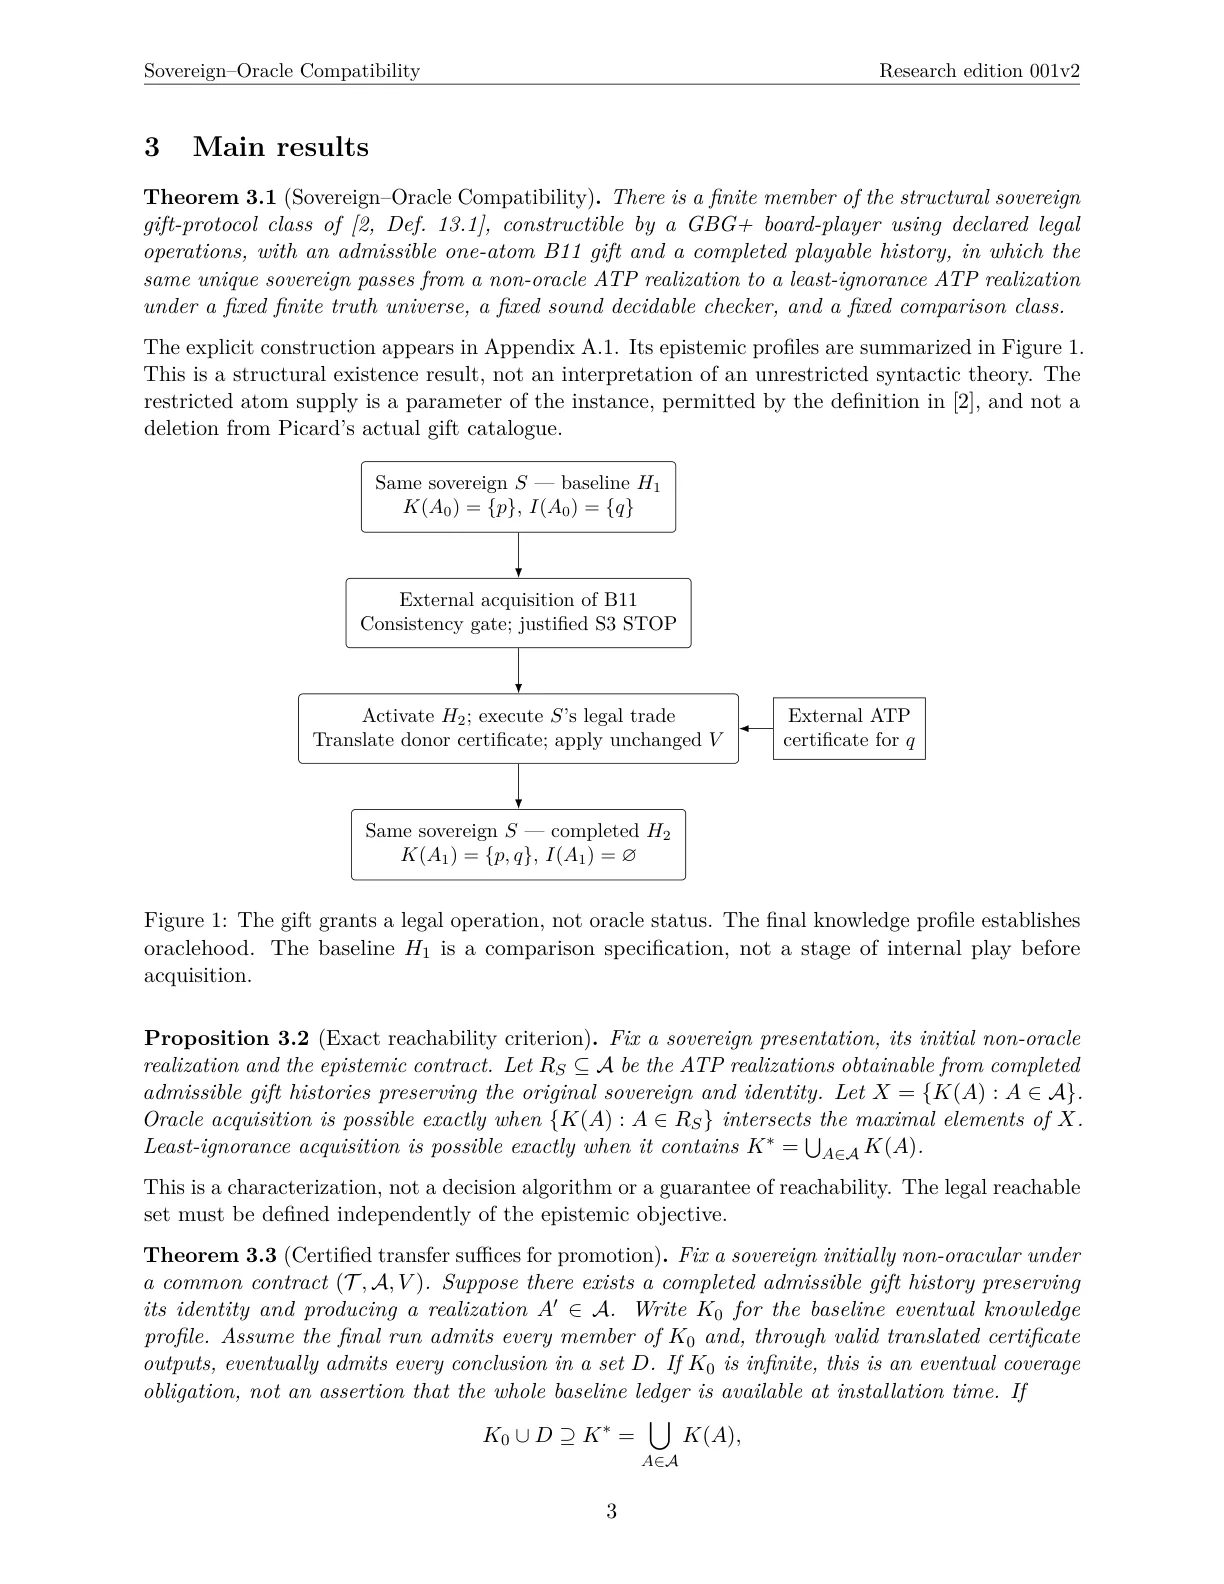 Sovereign–Oracle Compatibility Research edition 001v2
3 Main results
Theorem 3.1 (Sovereign–Oracle Compatibility). There is a finite member of the structural sovereign
gift-protocol class of [2, Def. 13.1], constructible by a GBG+ board-player using declared legal
operations, with an admissible one-atom B11 gift and a completed playable history, in which the
same unique sovereign passes from a non-oracle ATP realization to a least-ignorance ATP realization
under a fixed finite truth universe, a fixed sound decidable checker, and a fixed comparison class.
The explicit construction appears in Appendix A.1. Its epistemic profiles are summarized in Figure 1.
This is a structural existence result, not an interpretation of an unrestricted syntactic theory. The
restricted atom supply is a parameter of the instance, permitted by the definition in [2], and not a
deletion from Picard's actual gift catalogue.
Same sovereign S — baseline H₁
K(A₀) = {p}, I(A₀) = {q}
External acquisition of B11
Consistency gate; justified S3 STOP
Activate H₂; execute S's legal trade
Translate donor certificate; apply unchanged V
External ATP
certificate for q
Same sovereign S — completed H₂
K(A₁) = {p, q}, I(A₁) = ∅
Figure 1: The gift grants a legal operation, not oracle status. The final knowledge profile establishes
oraclehood. The baseline H₁ is a comparison specification, not a stage of internal play before
acquisition.
Proposition 3.2 (Exact reachability criterion). Fix a sovereign presentation, its initial non-oracle
realization and the epistemic contract. Let R_S ⊆ 𝒜 be the ATP realizations obtainable from completed
admissible gift histories preserving the original sovereign and identity. Let X = {K(A) : A ∈ 𝒜}.
Oracle acquisition is possible exactly when {K(A) : A ∈ R_S} intersects the maximal elements of X.
Least-ignorance acquisition is possible exactly when it contains K* = ⋃_{A∈𝒜} K(A).
This is a characterization, not a decision algorithm or a guarantee of reachability. The legal reachable
set must be defined independently of the epistemic objective.
Theorem 3.3 (Certified transfer suffices for promotion). Fix a sovereign initially non-oracular under
a common contract (𝒯, 𝒜, V). Suppose there exists a completed admissible gift history preserving
its identity and producing a realization A′ ∈ 𝒜. Write K₀ for the baseline eventual knowledge
profile. Assume the final run admits every member of K₀ and, through valid translated certificate
outputs, eventually admits every conclusion in a set D. If K₀ is infinite, this is an eventual coverage
obligation, not an assertion that the whole baseline ledger is available at installation time. If
K₀ ∪ D ⊇ K* = ⋃_{A∈𝒜} K(A),
3